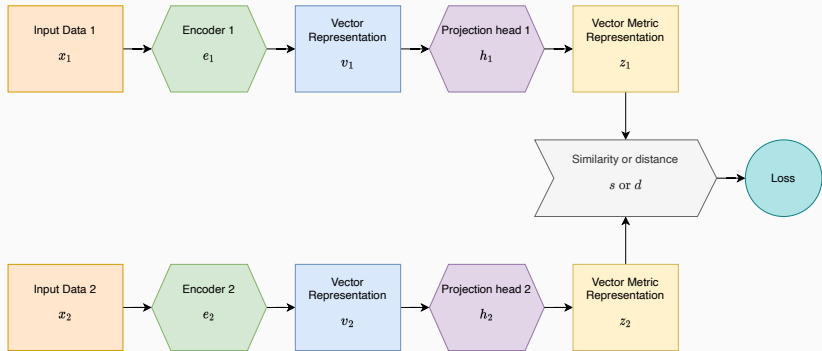 Input Data 1
x₁
Encoder 1
e₁
Vector
Representation
v₁
Projection head 1
h₁
Vector Metric
Representation
z₁
Similarity or distance
s or d
Loss
Input Data 2
x₂
Encoder 2
e₂
Vector
Representation
v₂
Projection head 2
h₂
Vector Metric
Representation
z₂